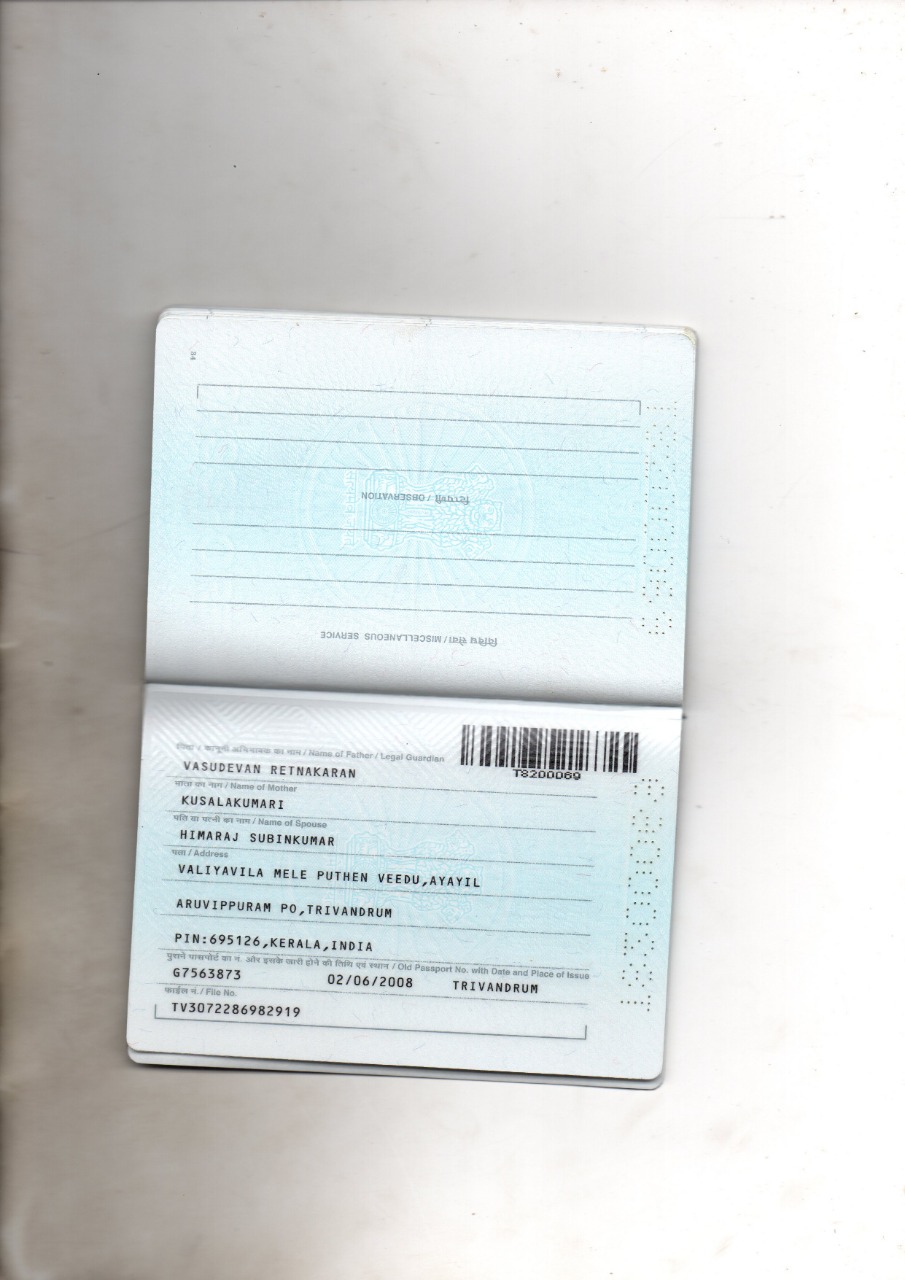 34
टिप्पणी / OBSERVATION
विविध सेवा / MISCELLANEOUS SERVICE
पिता / कानूनी अभिभावक का नाम / Name of Father / Legal Guardian
VASUDEVAN RETNAKARAN
T8200069
माता का नाम / Name of Mother
KUSALAKUMARI
पति या पत्नी का नाम / Name of Spouse
HIMARAJ SUBINKUMAR
पता / Address
VALIYAVILA MELE PUTHEN VEEDU,AYAYIL
ARUVIPPURAM PO,TRIVANDRUM
PIN:695126,KERALA,INDIA
पुराने पासपोर्ट का न. और इसके जारी होने की तिथि एवं स्थान / Old Passport No. with Date and Place of Issue
G7563873 02/06/2008 TRIVANDRUM
फाईल न. / File No.
TV3072286982919